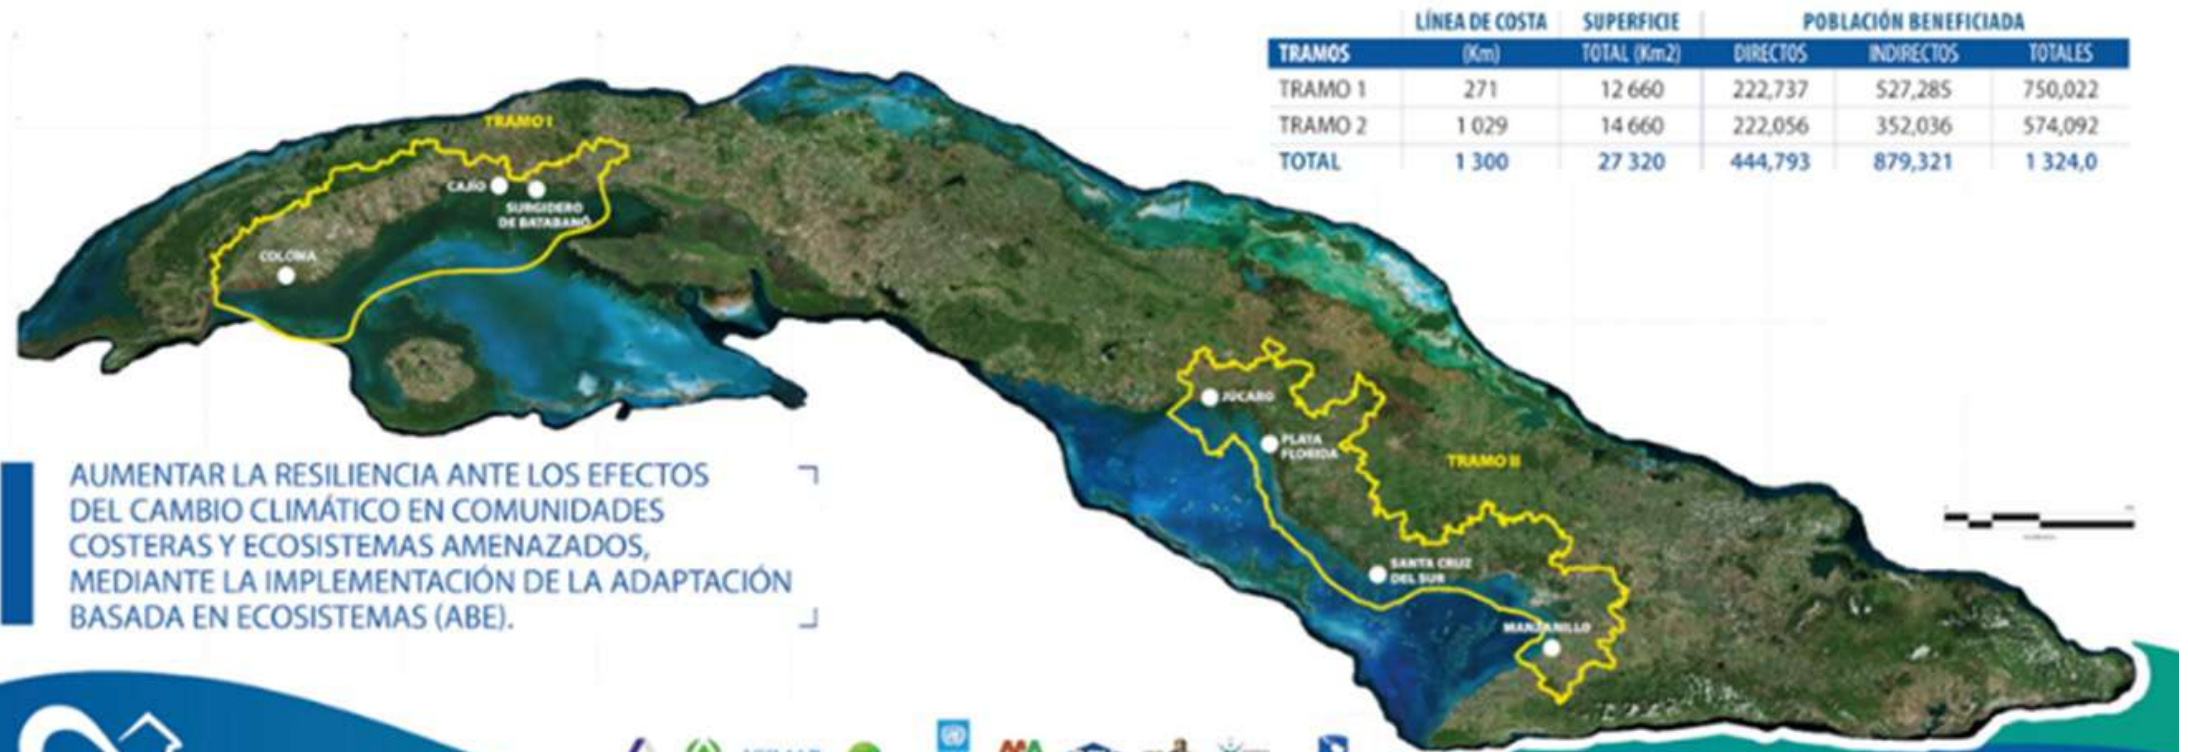 LÍNEA DE COSTA SUPERFICIE POBLACIÓN BENEFICIADA
TRAMOS (Km) TOTAL (Km2) DIRECTOS INDIRECTOS TOTALES
TRAMO 1 271 12 660 222,737 527,285 750,022
TRAMO 2 1 029 14 660 222,056 352,036 574,092
TOTAL 1 300 27 320 444,793 879,321 1 324,0
TRAMO I
CAJÍO
SURGIDERO
DE BATABANÓ
COLOMA
JÚCARO
PLAYA
FLORIDA
TRAMO II
SANTA CRUZ
DEL SUR
MANZANILLO
AUMENTAR LA RESILIENCIA ANTE LOS EFECTOS
DEL CAMBIO CLIMÁTICO EN COMUNIDADES
COSTERAS Y ECOSISTEMAS AMENAZADOS,
MEDIANTE LA IMPLEMENTACIÓN DE LA ADAPTACIÓN
BASADA EN ECOSISTEMAS (ABE).